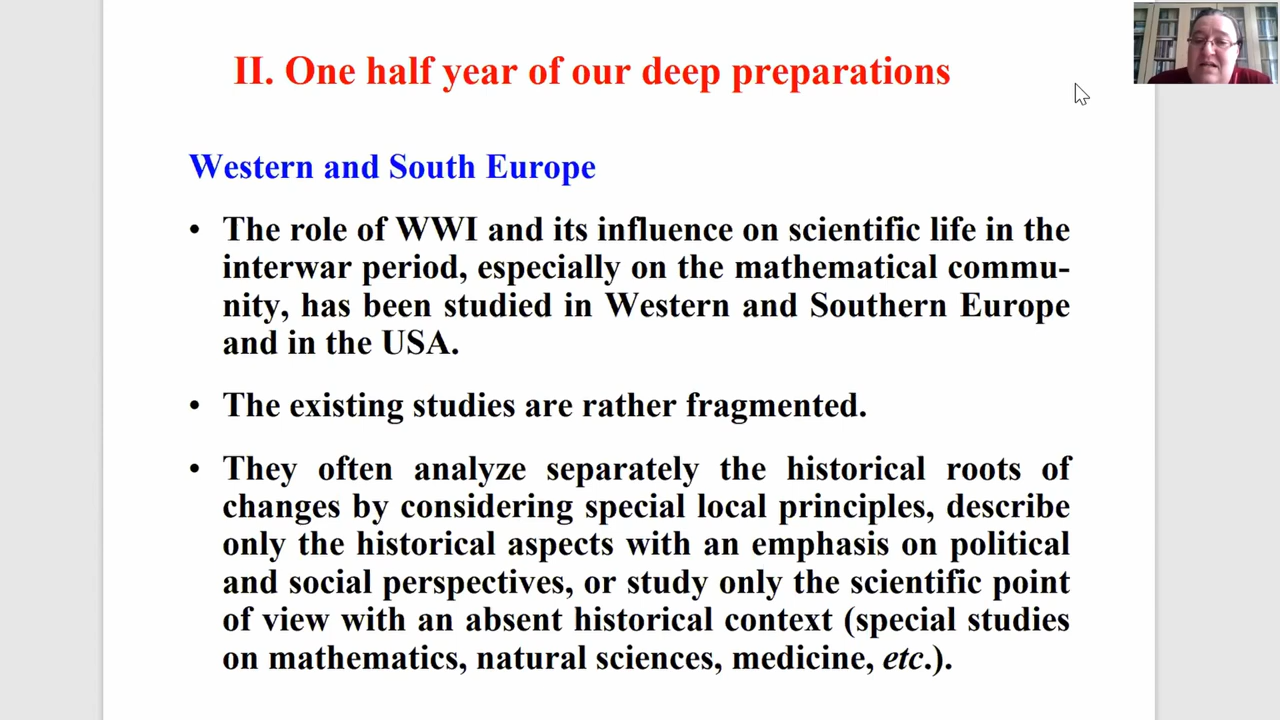 II. One half year of our deep preparations
Western and South Europe
• The role of WWI and its influence on scientific life in the
interwar period, especially on the mathematical commu-
nity, has been studied in Western and Southern Europe
and in the USA.
• The existing studies are rather fragmented.
• They often analyze separately the historical roots of
changes by considering special local principles, describe
only the historical aspects with an emphasis on political
and social perspectives, or study only the scientific point
of view with an absent historical context (special studies
on mathematics, natural sciences, medicine, etc.).